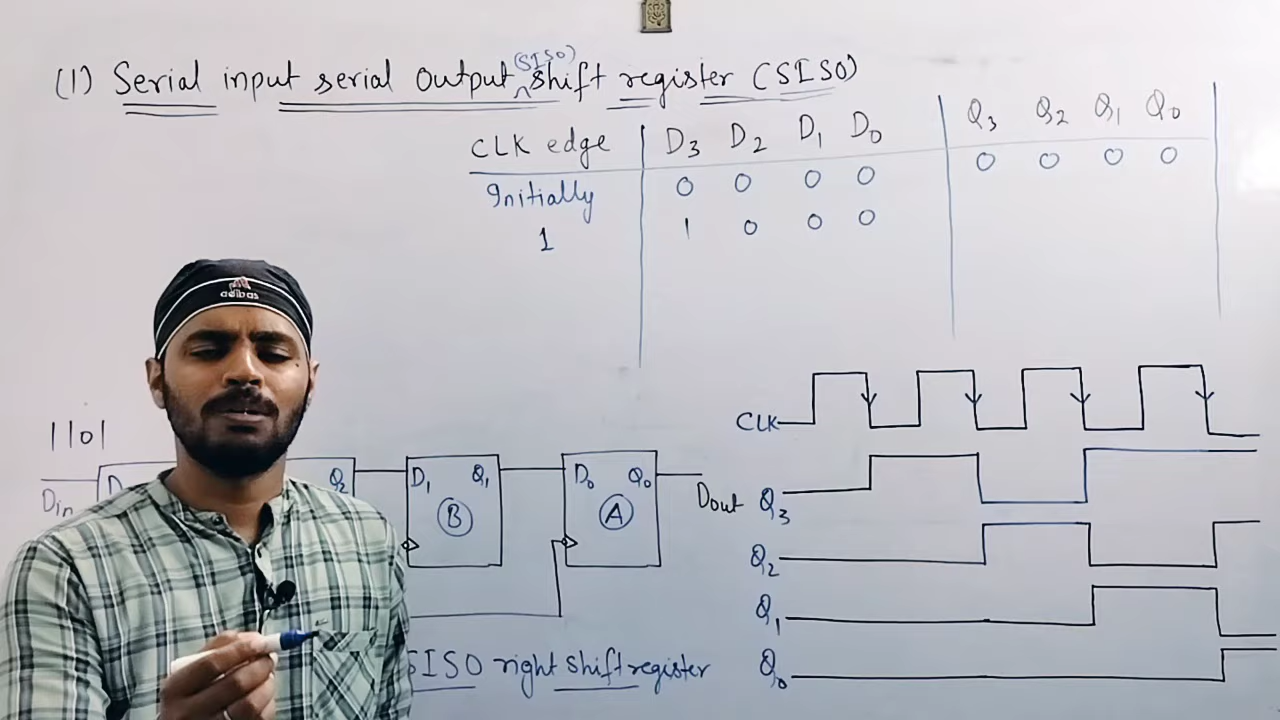 (SISO)
(1) Serial input serial output shift register (SISO)
CLK edge D3 D2 D1 D0 Q3 Q2 Q1 Q0
Initially 0 0 0 0 0 0 0 0
1 1 0 0 0
adidas
CLK
1101
Din D Q2 D1 Q1 D0 Q0 Dout
B A
Q3
Q2
Q1
SISO right shift register
Q0